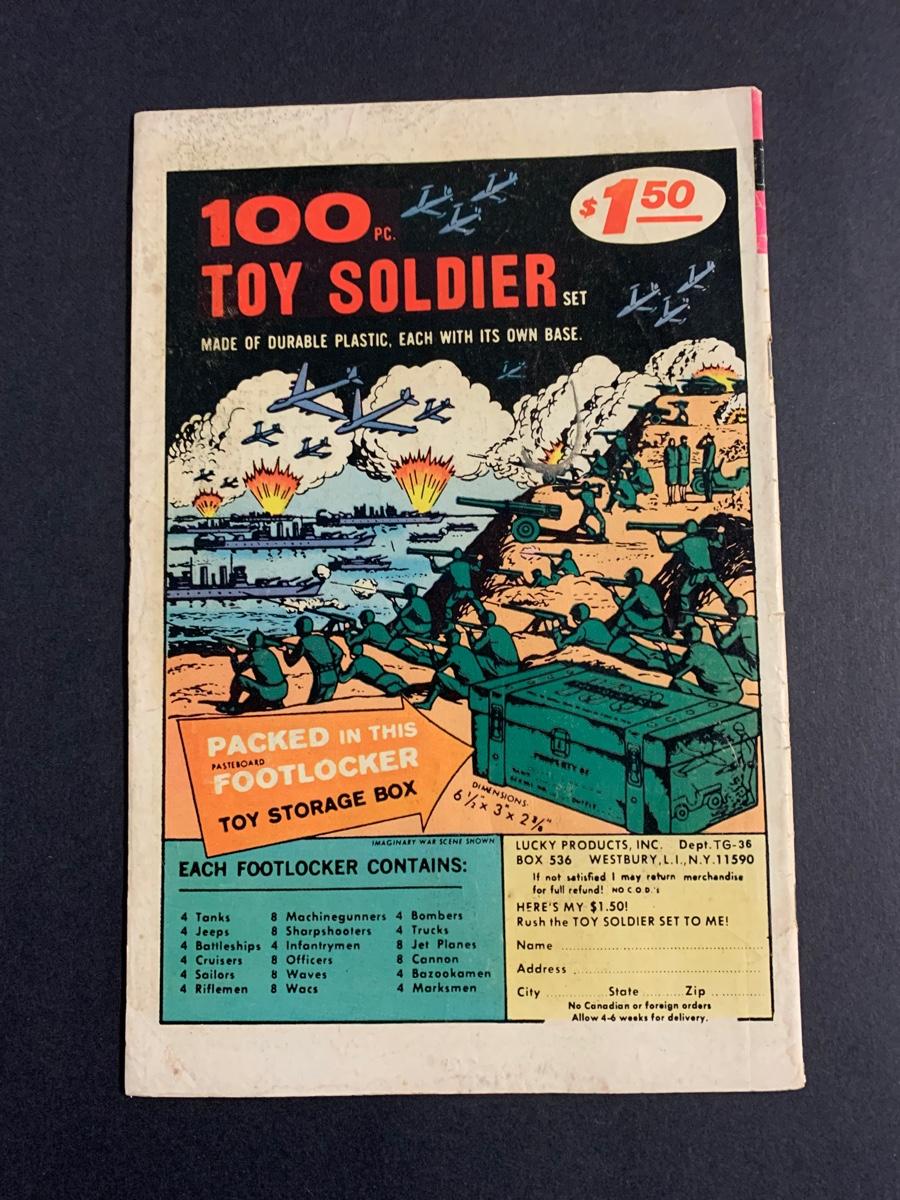 100 PC.
$1.50
TOY SOLDIER SET
MADE OF DURABLE PLASTIC, EACH WITH ITS OWN BASE.
PACKED IN THIS
PASTEBOARD
FOOTLOCKER
TOY STORAGE BOX
PROPERTY OF
DIMENSIONS:
6 1/2" x 3" x 2 3/8"
IMAGINARY WAR SCENE SHOWN
EACH FOOTLOCKER CONTAINS:
4 Tanks
4 Jeeps
4 Battleships
4 Cruisers
4 Sailors
4 Riflemen
8 Machinegunners
8 Sharpshooters
4 Infantrymen
8 Officers
8 Waves
8 Wacs
4 Bombers
4 Trucks
8 Jet Planes
8 Cannon
4 Bazookamen
4 Marksmen
LUCKY PRODUCTS, INC. Dept.TG-36
BOX 536 WESTBURY, L.I., N.Y. 11590
If not satisfied I may return merchandise
for full refund! NO C O D.'s
HERE'S MY $1.50!
Rush the TOY SOLDIER SET TO ME!
Name
Address
City State Zip
No Canadian or foreign orders
Allow 4-6 weeks for delivery.